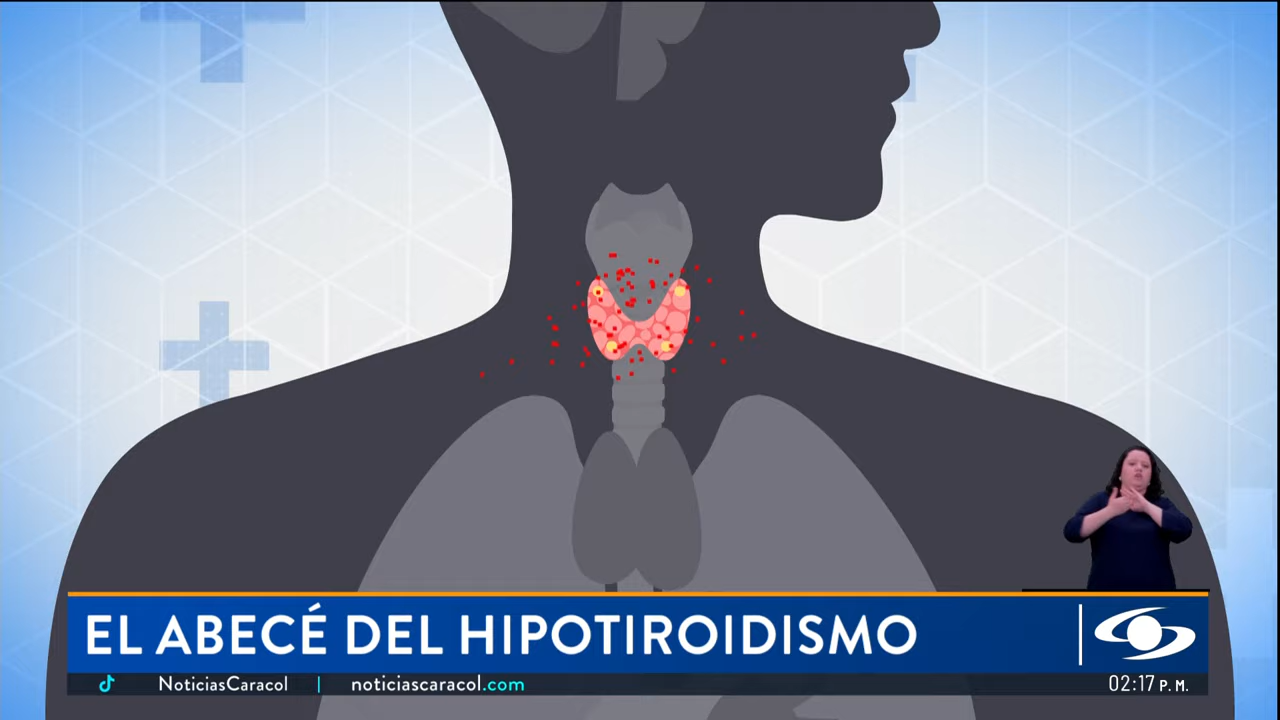 EL ABECÉ DEL HIPOTIROIDISMO
NoticiasCaracol | noticiascaracol.com
02:17 P. M.